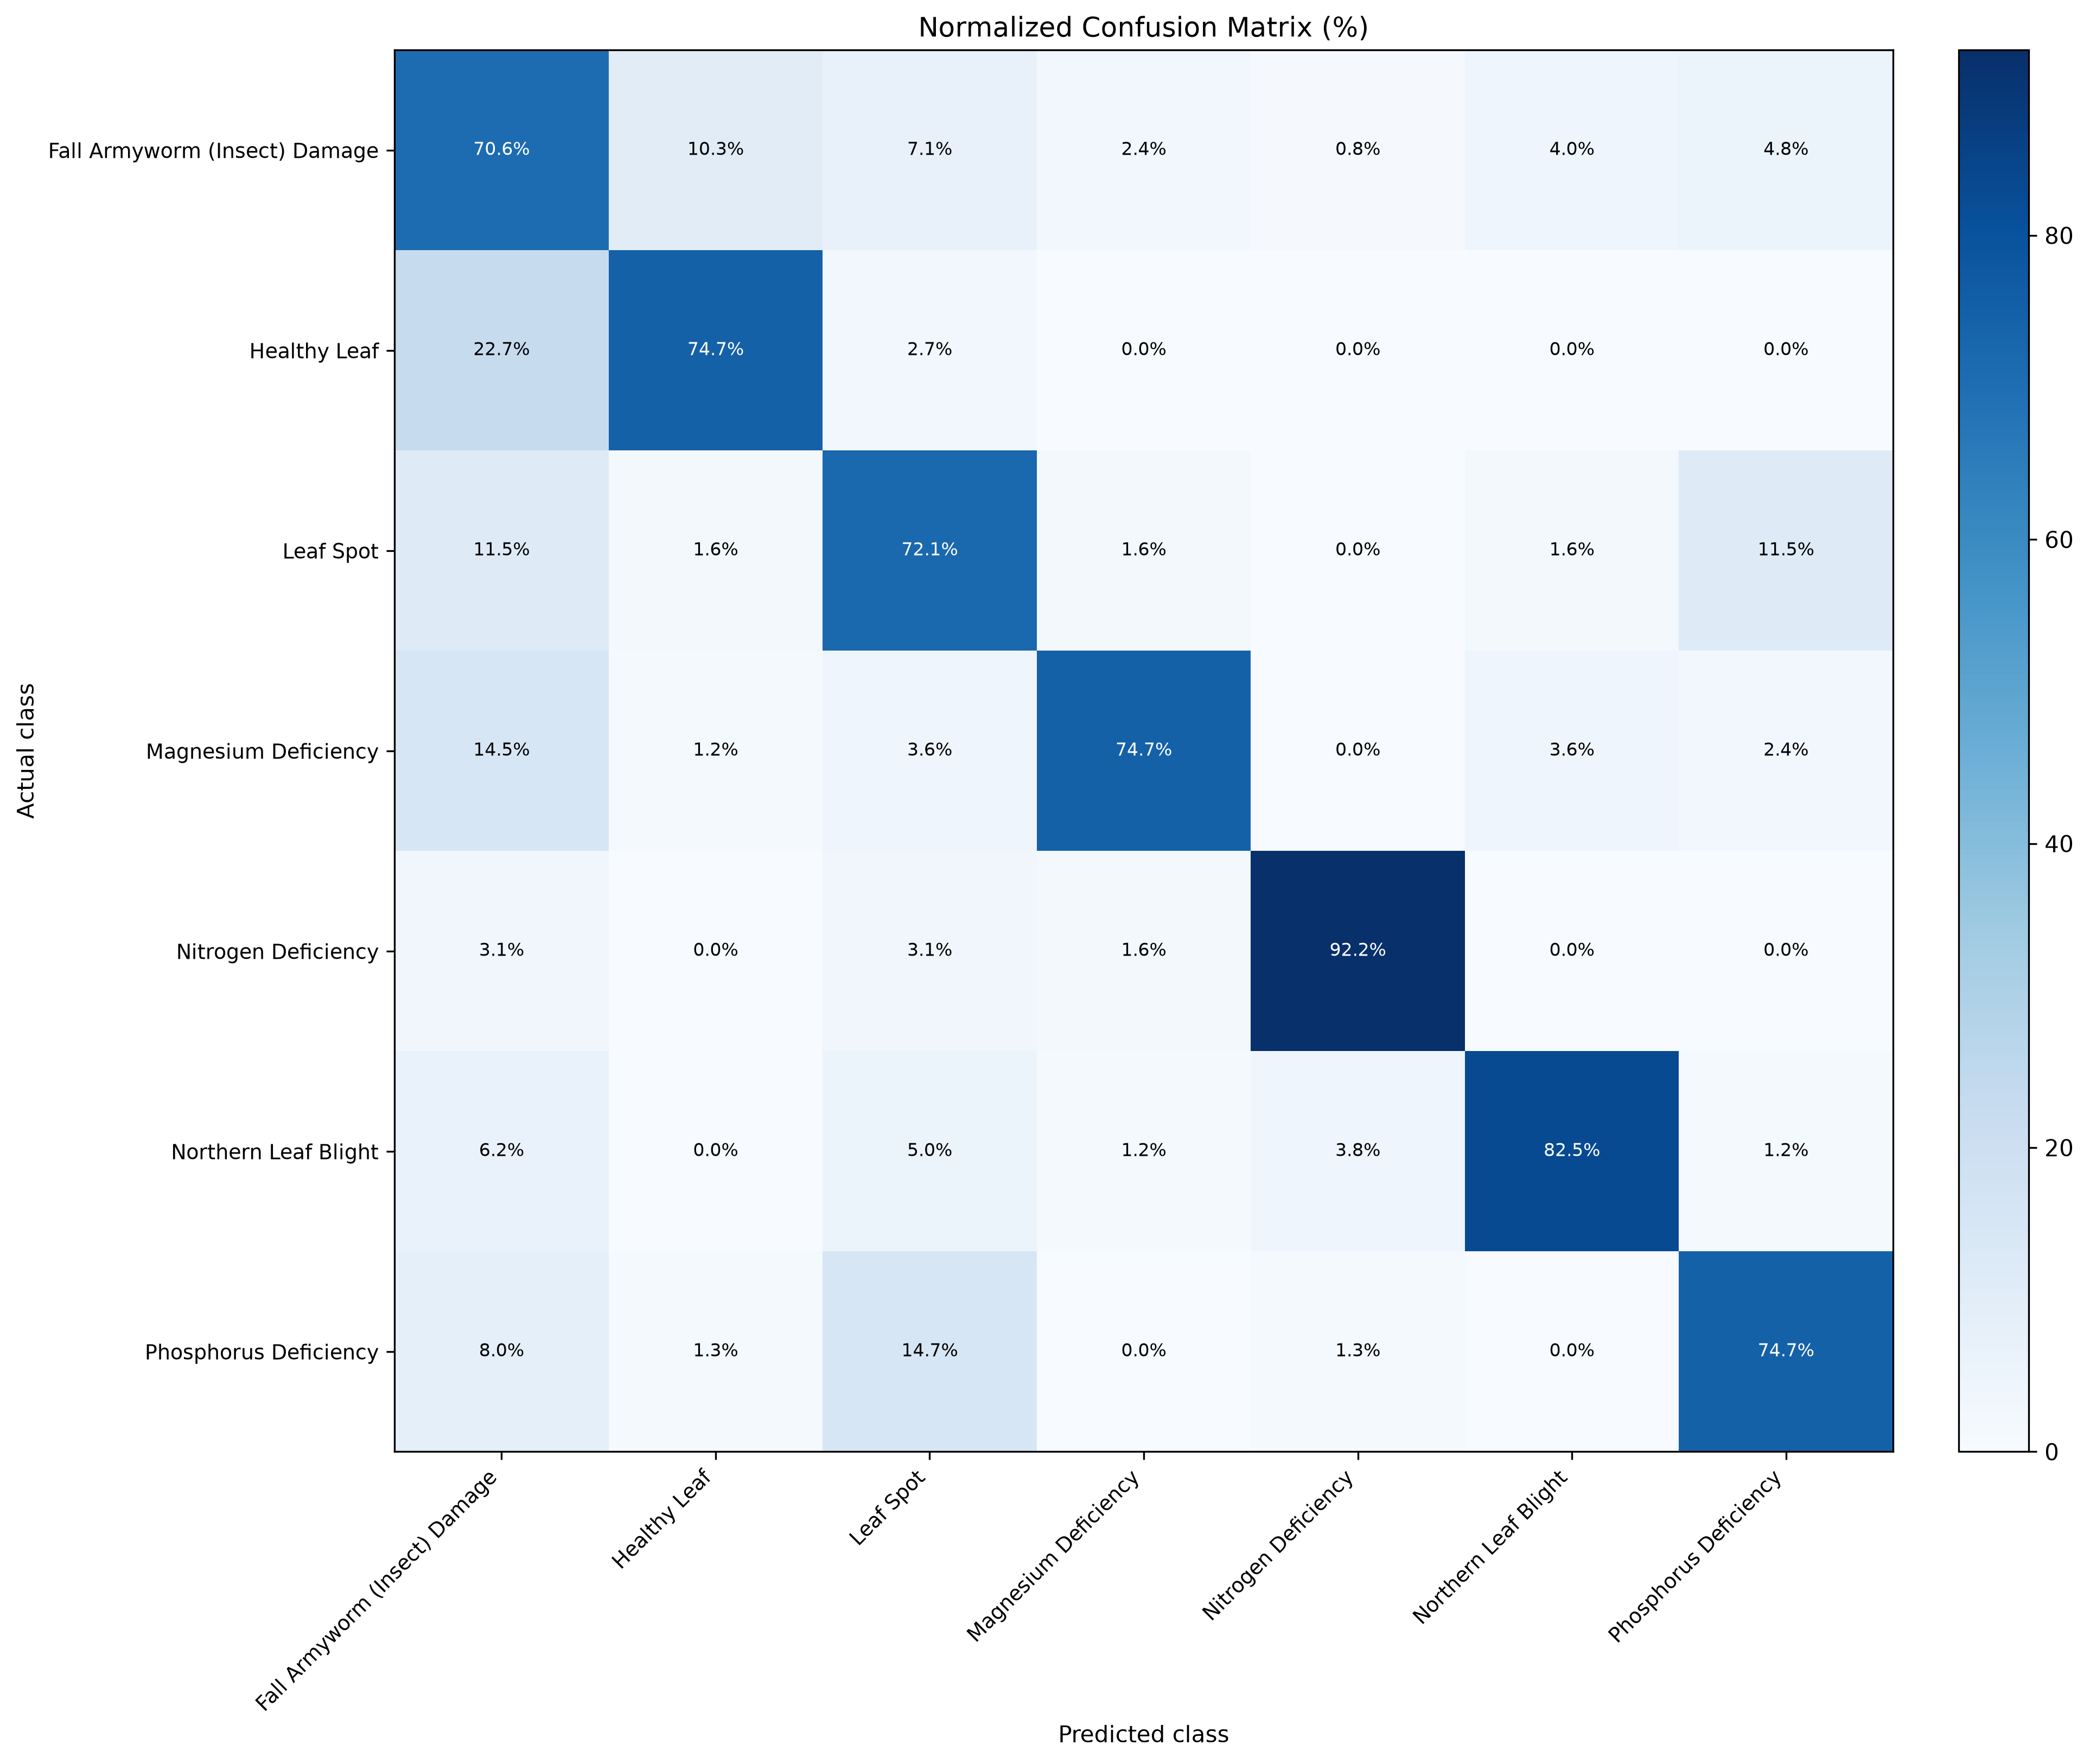 Normalized Confusion Matrix (%)
Fall Armyworm (Insect) Damage 70.6% 10.3% 7.1% 2.4% 0.8% 4.0% 4.8%
80
Healthy Leaf 22.7% 74.7% 2.7% 0.0% 0.0% 0.0% 0.0%
60
Leaf Spot 11.5% 1.6% 72.1% 1.6% 0.0% 1.6% 11.5%
Actual class
Magnesium Deficiency 14.5% 1.2% 3.6% 74.7% 0.0% 3.6% 2.4%
40
Nitrogen Deficiency 3.1% 0.0% 3.1% 1.6% 92.2% 0.0% 0.0%
Northern Leaf Blight 6.2% 0.0% 5.0% 1.2% 3.8% 82.5% 1.2%
20
Phosphorus Deficiency 8.0% 1.3% 14.7% 0.0% 1.3% 0.0% 74.7%
0
Fall Armyworm (Insect) Damage
Healthy Leaf
Leaf Spot
Magnesium Deficiency
Nitrogen Deficiency
Northern Leaf Blight
Phosphorus Deficiency
Predicted class